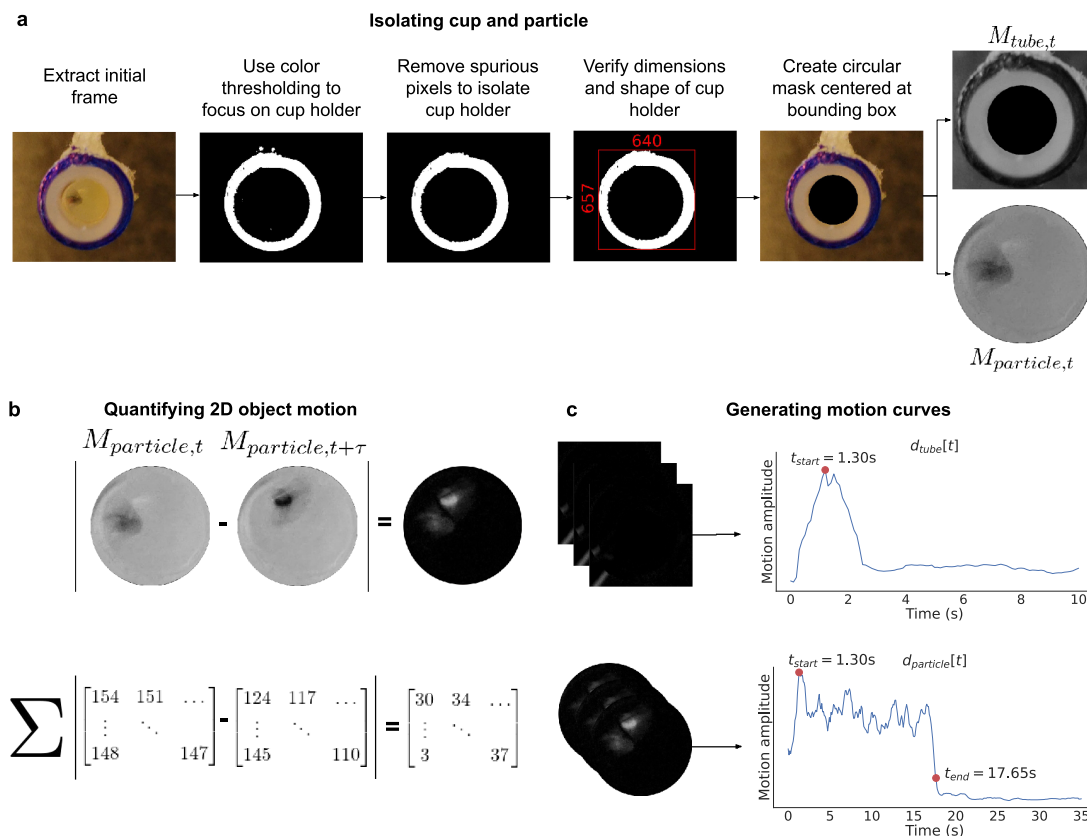 a
Isolating cup and particle
Extract initial
frame
Use color
thresholding to
focus on cup holder
Remove spurious
pixels to isolate
cup holder
Verify dimensions
and shape of cup
holder
Create circular
mask centered at
bounding box
M_{tube,t}
640
657
M_{particle,t}
b
Quantifying 2D object motion
M_{particle,t} M_{particle,t+τ}
- =
∑ | [154 151 … ⋮ ⋱ 148 147] - [124 117 … ⋮ ⋱ 145 110] | = [30 34 … ⋮ ⋱ 3 37]
c
Generating motion curves
Motion amplitude
t_{start} = 1.30s
d_{tube}[t]
0 2 4 6 8 10
Time (s)
Motion amplitude
t_{start} = 1.30s
d_{particle}[t]
t_{end} = 17.65s
0 5 10 15 20 25 30 35
Time (s)